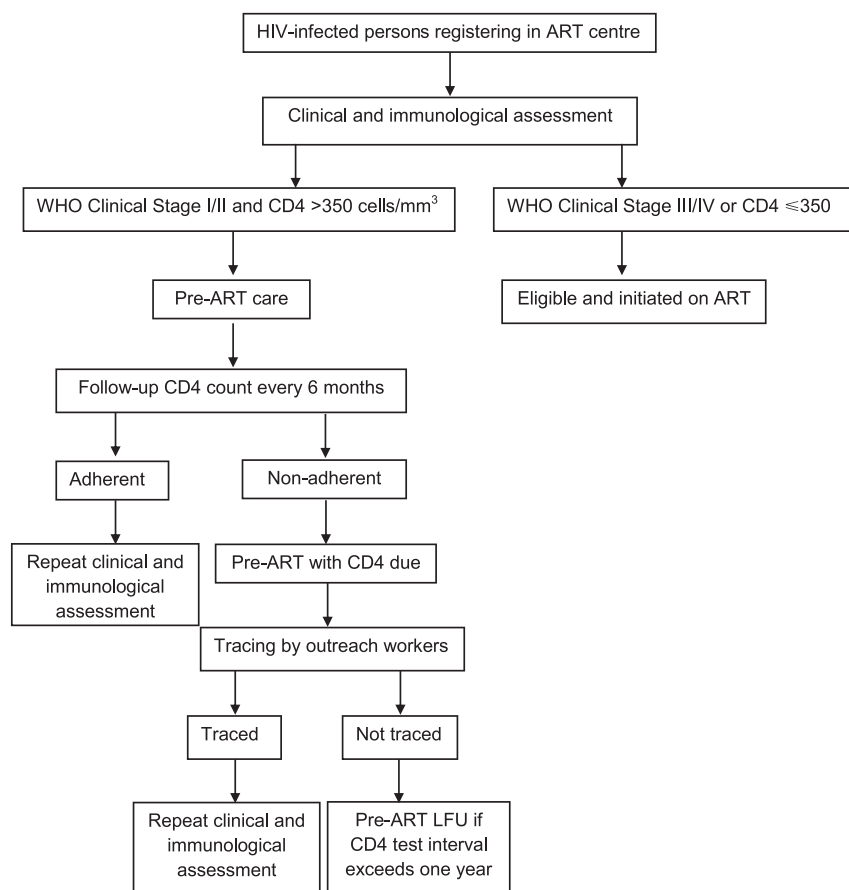 HIV-infected persons registering in ART centre
Clinical and immunological assessment
WHO Clinical Stage I/II and CD4 >350 cells/mm³
WHO Clinical Stage III/IV or CD4 ⩽350
Pre-ART care
Eligible and initiated on ART
Follow-up CD4 count every 6 months
Adherent
Non-adherent
Repeat clinical and
immunological
assessment
Pre-ART with CD4 due
Tracing by outreach workers
Traced
Not traced
Repeat clinical and
immunological
assessment
Pre-ART LFU if
CD4 test interval
exceeds one year